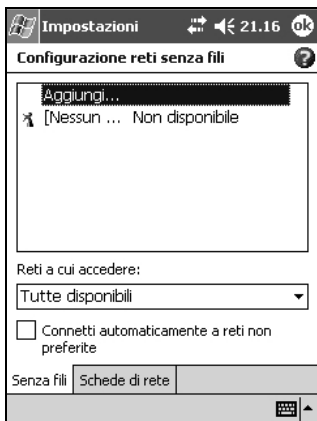 Impostazioni 21.16 ok
Configurazione reti senza fili ?
Aggiungi...
[Nessun ... Non disponibile
Reti a cui accedere:
Tutte disponibili
Connetti automaticamente a reti non
preferite
Senza fili Schede di rete